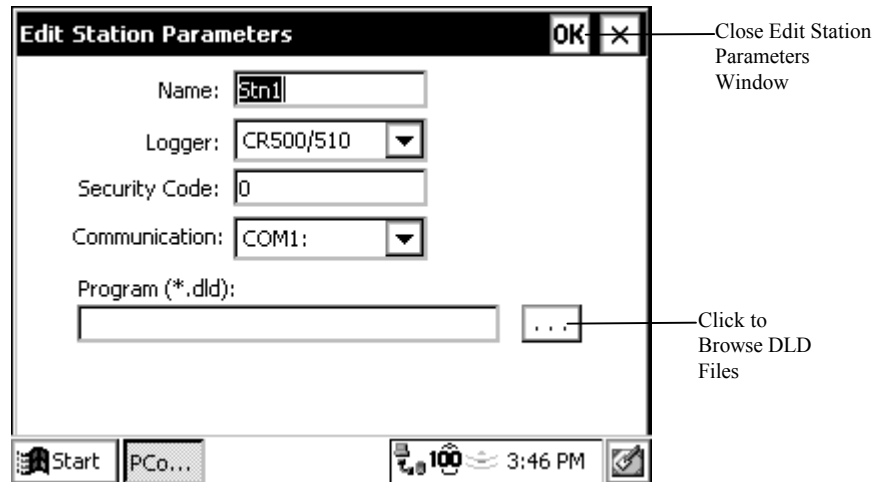 Edit Station Parameters OK ×
Close Edit Station
Parameters
Window
Name: Stn1
Logger: CR500/510
Security Code: 0
Communication: COM1:
Program (*.dld):
...
Click to
Browse DLD
Files
Start PCo... 100 3:46 PM